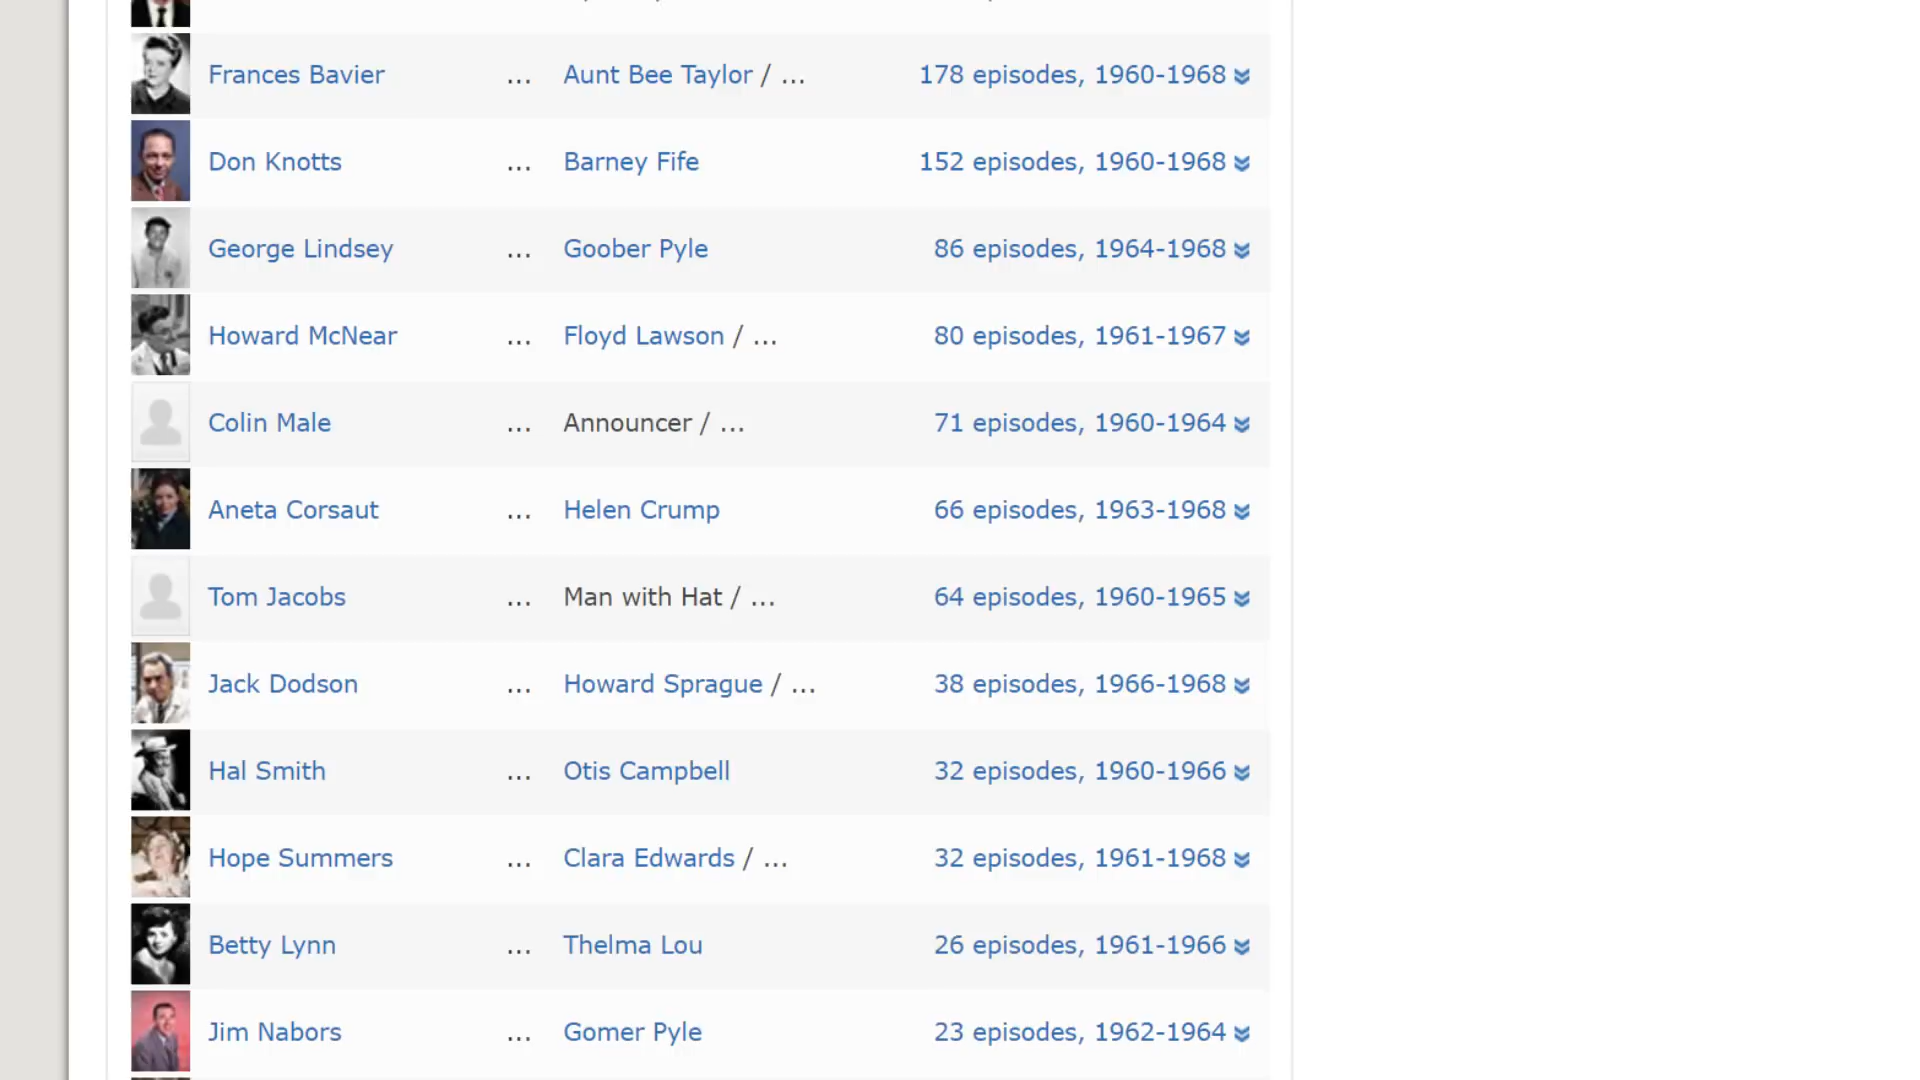 Frances Bavier ... Aunt Bee Taylor / ... 178 episodes, 1960-1968
Don Knotts ... Barney Fife 152 episodes, 1960-1968
George Lindsey ... Goober Pyle 86 episodes, 1964-1968
Howard McNear ... Floyd Lawson / ... 80 episodes, 1961-1967
Colin Male ... Announcer / ... 71 episodes, 1960-1964
Aneta Corsaut ... Helen Crump 66 episodes, 1963-1968
Tom Jacobs ... Man with Hat / ... 64 episodes, 1960-1965
Jack Dodson ... Howard Sprague / ... 38 episodes, 1966-1968
Hal Smith ... Otis Campbell 32 episodes, 1960-1966
Hope Summers ... Clara Edwards / ... 32 episodes, 1961-1968
Betty Lynn ... Thelma Lou 26 episodes, 1961-1966
Jim Nabors ... Gomer Pyle 23 episodes, 1962-1964